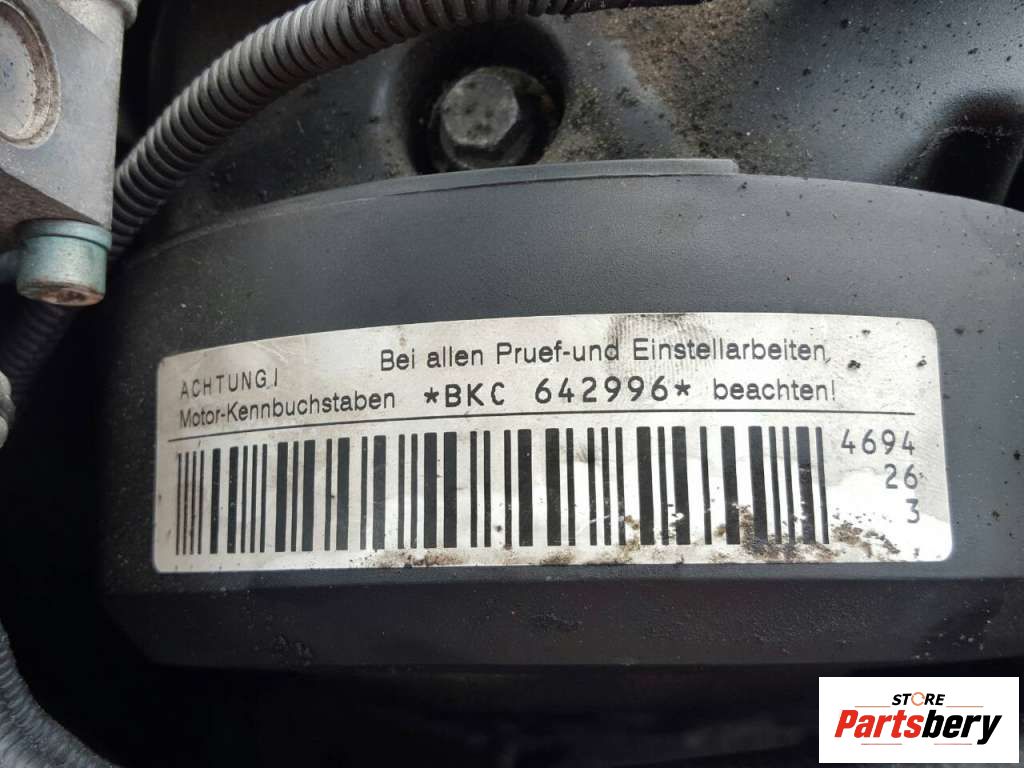 Bei allen Pruef-und Einstellarbeiten,
ACHTUNG!
Motor-Kennbuchstaben *BKC 642996* beachten!
4694
26
3
STORE
Partsbery